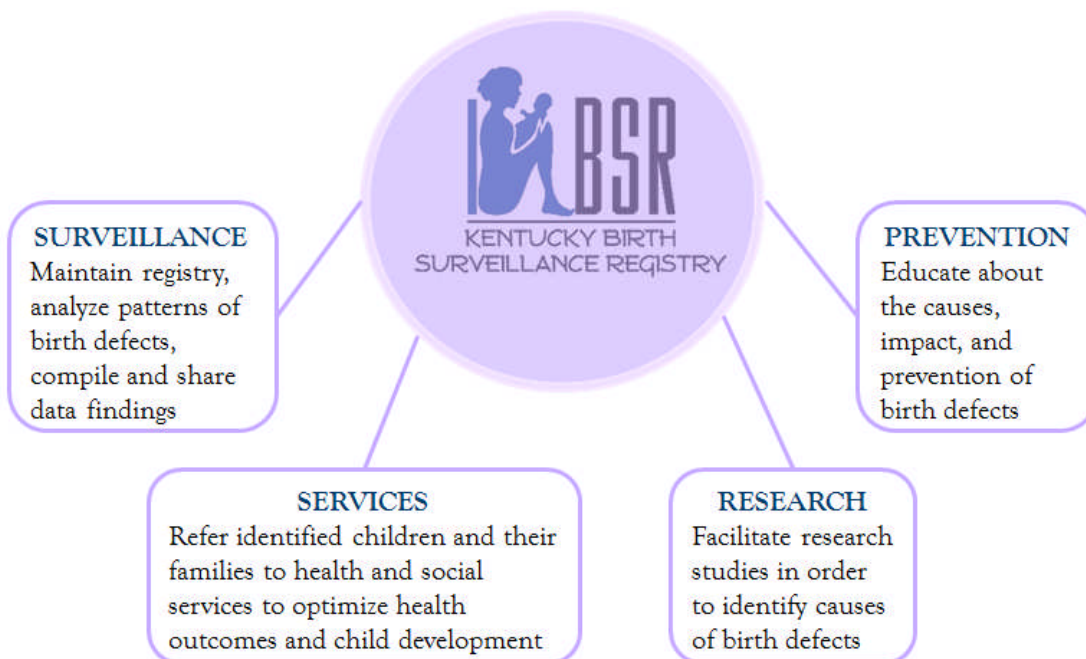 BSR
KENTUCKY BIRTH
SURVEILLANCE REGISTRY
SURVEILLANCE
Maintain registry,
analyze patterns of
birth defects,
compile and share
data findings
SERVICES
Refer identified children and their
families to health and social
services to optimize health
outcomes and child development
RESEARCH
Facilitate research
studies in order
to identify causes
of birth defects
PREVENTION
Educate about
the causes,
impact, and
prevention of
birth defects